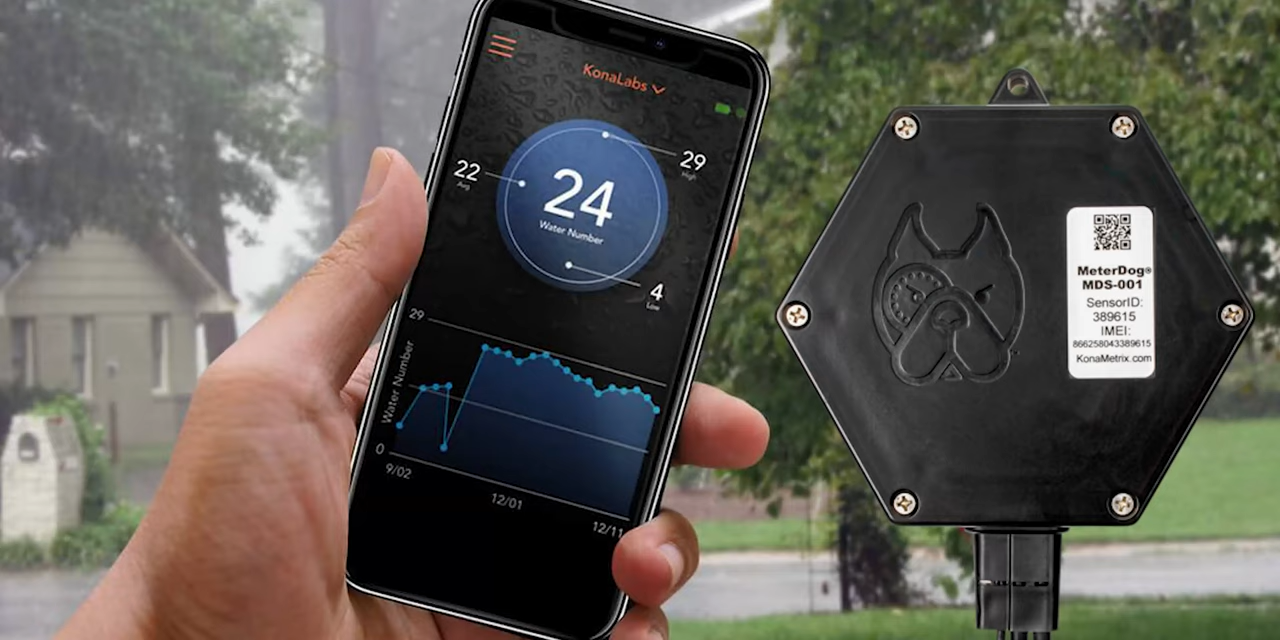 KonaLabs
29
High
22
Avg
24
Water Number
4
Low
29
Water Number
0
9/02
12/01
12/11
MeterDog®
MDS-001
SensorID:
389615
IMEI:
866258043389615
KonaMetrix.com